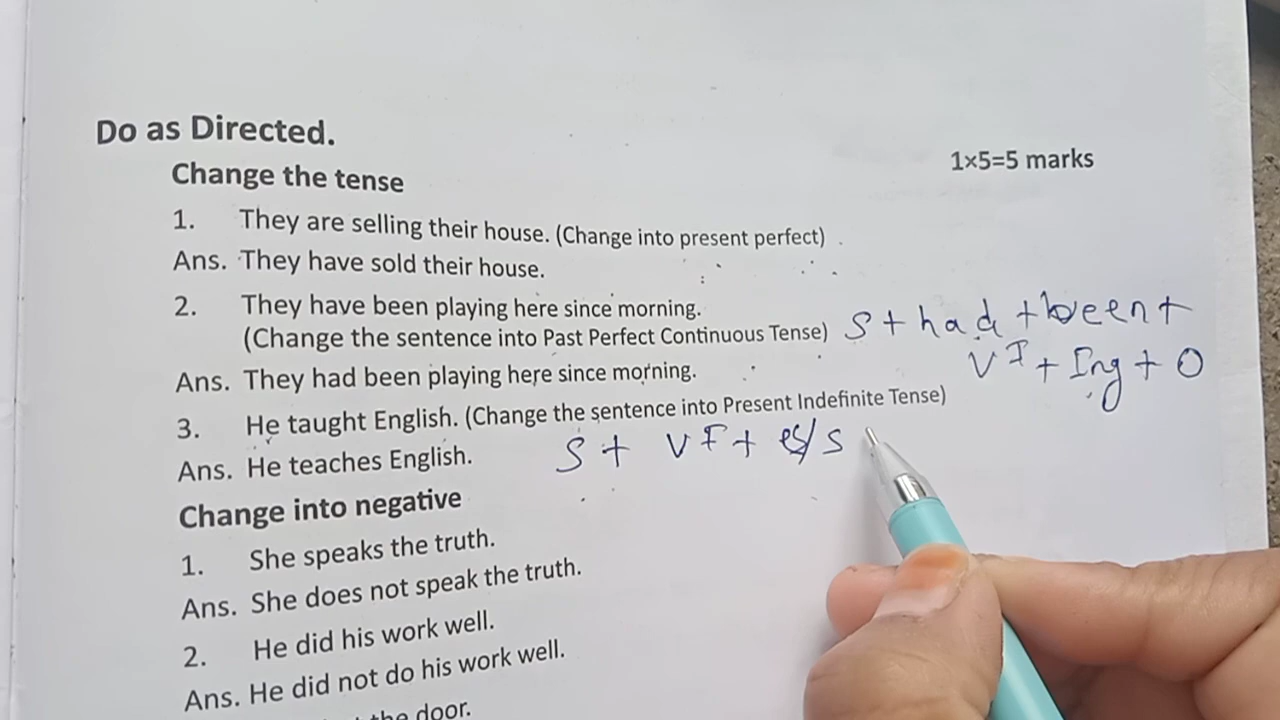 Do as Directed.
1×5=5 marks
Change the tense
1. They are selling their house. (Change into present perfect)
Ans. They have sold their house.
2. They have been playing here since morning.
(Change the sentence into Past Perfect Continuous Tense) S + had + been +
V I + Ing + O
Ans. They had been playing here since morning.
3. He taught English. (Change the sentence into Present Indefinite Tense)
Ans. He teaches English. S + V I + es/s
Change into negative
1. She speaks the truth.
Ans. She does not speak the truth.
2. He did his work well.
Ans. He did not do his work well.
the door.